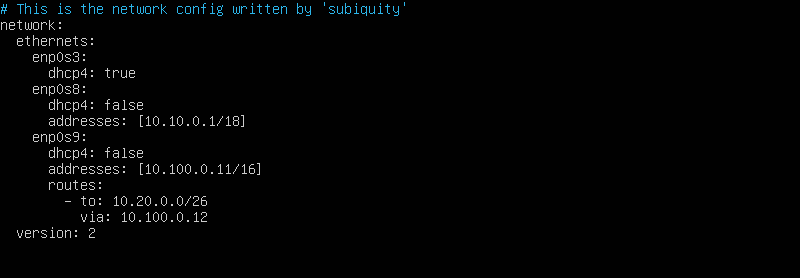 # This is the network config written by 'subiquity'
network:
  ethernets:
    enp0s3:
      dhcp4: true
    enp0s8:
      dhcp4: false
      addresses: [10.10.0.1/18]
    enp0s9:
      dhcp4: false
      addresses: [10.100.0.11/16]
      routes:
        - to: 10.20.0.0/26
          via: 10.100.0.12
  version: 2